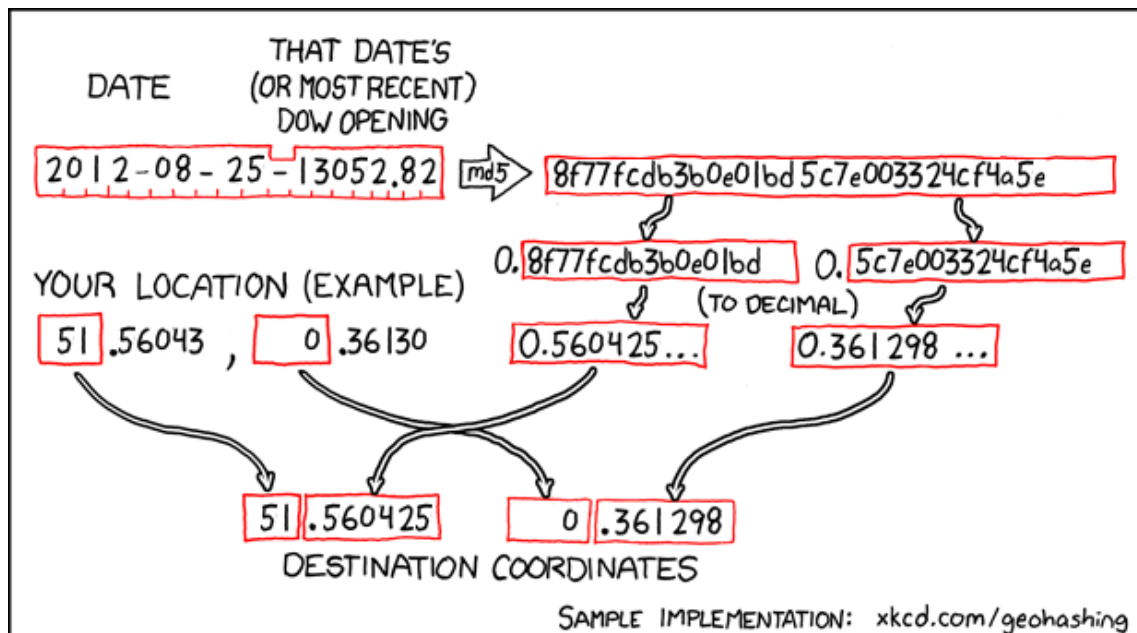 DATE
THAT DATE'S
(OR MOST RECENT)
DOW OPENING
2012-08-25-13052.82
md5
8f77fcdb3b0e01bd5c7e003324cf4a5e
0.8f77fcdb3b0e01bd
0.5c7e003324cf4a5e
YOUR LOCATION (EXAMPLE)
(TO DECIMAL)
51.56043, 0.36130
0.560425...
0.361298...
51.560425
0.361298
DESTINATION COORDINATES
SAMPLE IMPLEMENTATION: xkcd.com/geohashing